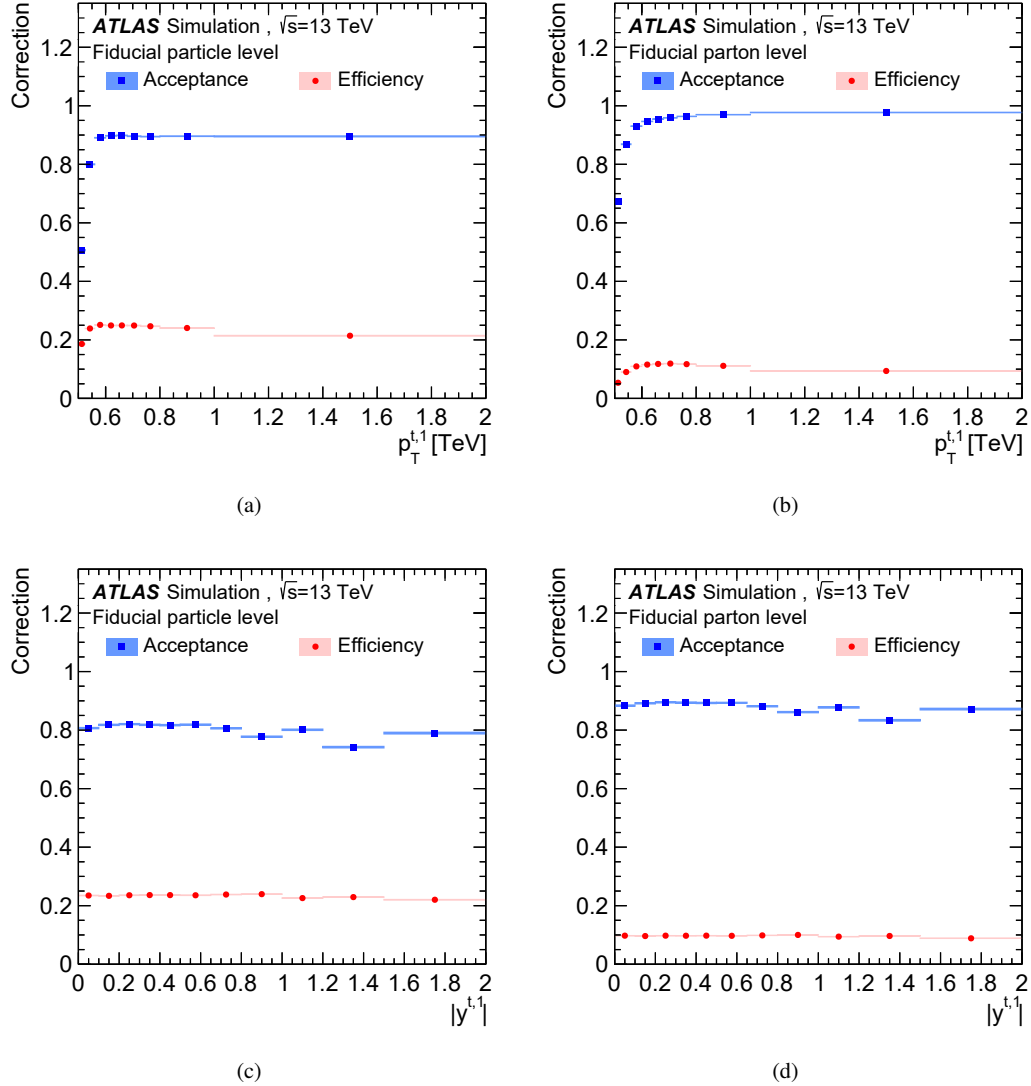 Correction
1.2
1
0.8
0.6
0.4
0.2
0
ATLAS Simulation , √s=13 TeV
Fiducial particle level
Acceptance Efficiency
0.6 0.8 1 1.2 1.4 1.6 1.8 2
p_T^{t,1} [TeV]
(a)
Correction
1.2
1
0.8
0.6
0.4
0.2
0
ATLAS Simulation , √s=13 TeV
Fiducial parton level
Acceptance Efficiency
0.6 0.8 1 1.2 1.4 1.6 1.8 2
p_T^{t,1} [TeV]
(b)
Correction
1.2
1
0.8
0.6
0.4
0.2
0
ATLAS Simulation , √s=13 TeV
Fiducial particle level
Acceptance Efficiency
0 0.2 0.4 0.6 0.8 1 1.2 1.4 1.6 1.8 2
|y^{t,1}|
(c)
Correction
1.2
1
0.8
0.6
0.4
0.2
0
ATLAS Simulation , √s=13 TeV
Fiducial parton level
Acceptance Efficiency
0 0.2 0.4 0.6 0.8 1 1.2 1.4 1.6 1.8 2
|y^{t,1}|
(d)